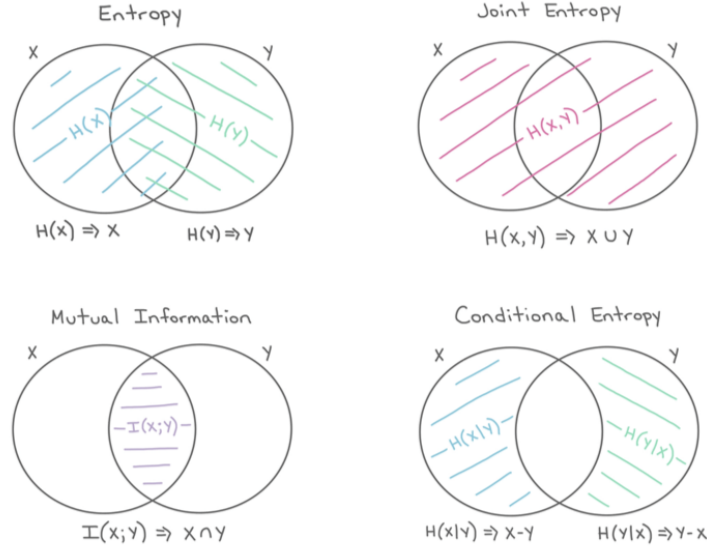 Entropy
X
Y
H(X)
H(Y)
H(X) ⇒ X
H(Y) ⇒ Y
Joint Entropy
X
Y
H(X,Y)
H(X,Y) ⇒ X ∪ Y
Mutual Information
X
Y
I(X;Y)
I(X;Y) ⇒ X∩Y
Conditional Entropy
X
Y
H(X|Y)
H(Y|X)
H(X|Y) ⇒ X-Y
H(Y|X) ⇒ Y-X